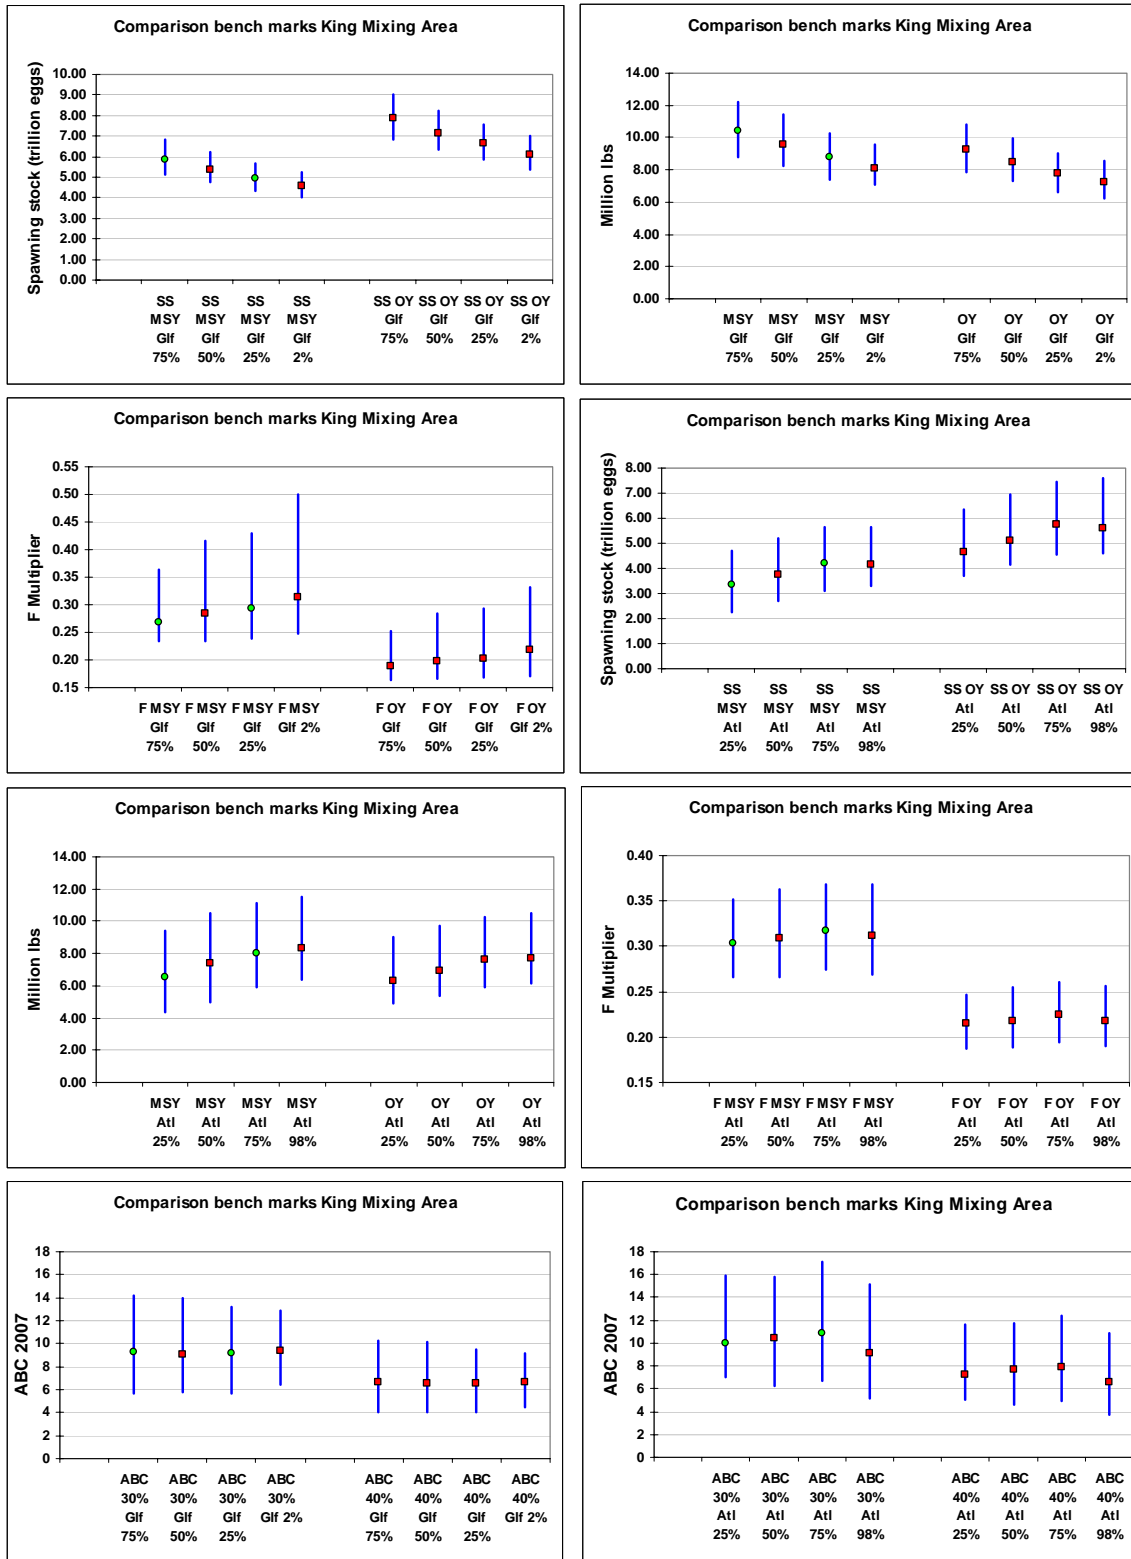 Comparison bench marks King Mixing Area
Spawning stock (trillion eggs)
10.00
9.00
8.00
7.00
6.00
5.00
4.00
3.00
2.00
1.00
0.00
SS SS SS SS SS OY SS OY SS OY SS OY
MSY MSY MSY MSY Glf Glf Glf Glf
Glf Glf Glf Glf 75% 50% 25% 2%
75% 50% 25% 2%
Comparison bench marks King Mixing Area
Million lbs
14.00
12.00
10.00
8.00
6.00
4.00
2.00
0.00
MSY MSY MSY MSY OY OY OY OY
Glf Glf Glf Glf Glf Glf Glf Glf
75% 50% 25% 2% 75% 50% 25% 2%
Comparison bench marks King Mixing Area
F Multiplier
0.55
0.50
0.45
0.40
0.35
0.30
0.25
0.20
0.15
F MSY F MSY F MSY F MSY F OY F OY F OY F OY
Glf Glf Glf Glf 2% Glf Glf Glf Glf 2%
75% 50% 25% 75% 50% 25%
Comparison bench marks King Mixing Area
Spawning stock (trillion eggs)
8.00
7.00
6.00
5.00
4.00
3.00
2.00
1.00
0.00
SS SS SS SS SS OY SS OY SS OY SS OY
MSY MSY MSY MSY Atl Atl Atl Atl
Atl Atl Atl Atl 25% 50% 75% 98%
25% 50% 75% 98%
Comparison bench marks King Mixing Area
Million lbs
14.00
12.00
10.00
8.00
6.00
4.00
2.00
0.00
MSY MSY MSY MSY OY OY OY OY
Atl Atl Atl Atl Atl Atl Atl Atl
25% 50% 75% 98% 25% 50% 75% 98%
Comparison bench marks King Mixing Area
F Multiplier
0.40
0.35
0.30
0.25
0.20
0.15
F MSY F MSY F MSY F MSY F OY F OY F OY F OY
Atl Atl Atl Atl Atl Atl Atl Atl
25% 50% 75% 98% 25% 50% 75% 98%
Comparison bench marks King Mixing Area
ABC 2007
18
16
14
12
10
8
6
4
2
0
ABC ABC ABC ABC ABC ABC ABC ABC
30% 30% 30% 30% 40% 40% 40% 40%
Glf Glf Glf Glf 2% Glf Glf Glf Glf 2%
75% 50% 25% 75% 50% 25%
Comparison bench marks King Mixing Area
ABC 2007
18
16
14
12
10
8
6
4
2
0
ABC ABC ABC ABC ABC ABC ABC ABC
30% 30% 30% 30% 40% 40% 40% 40%
Atl Atl Atl Atl Atl Atl Atl Atl
25% 50% 75% 98% 25% 50% 75% 98%